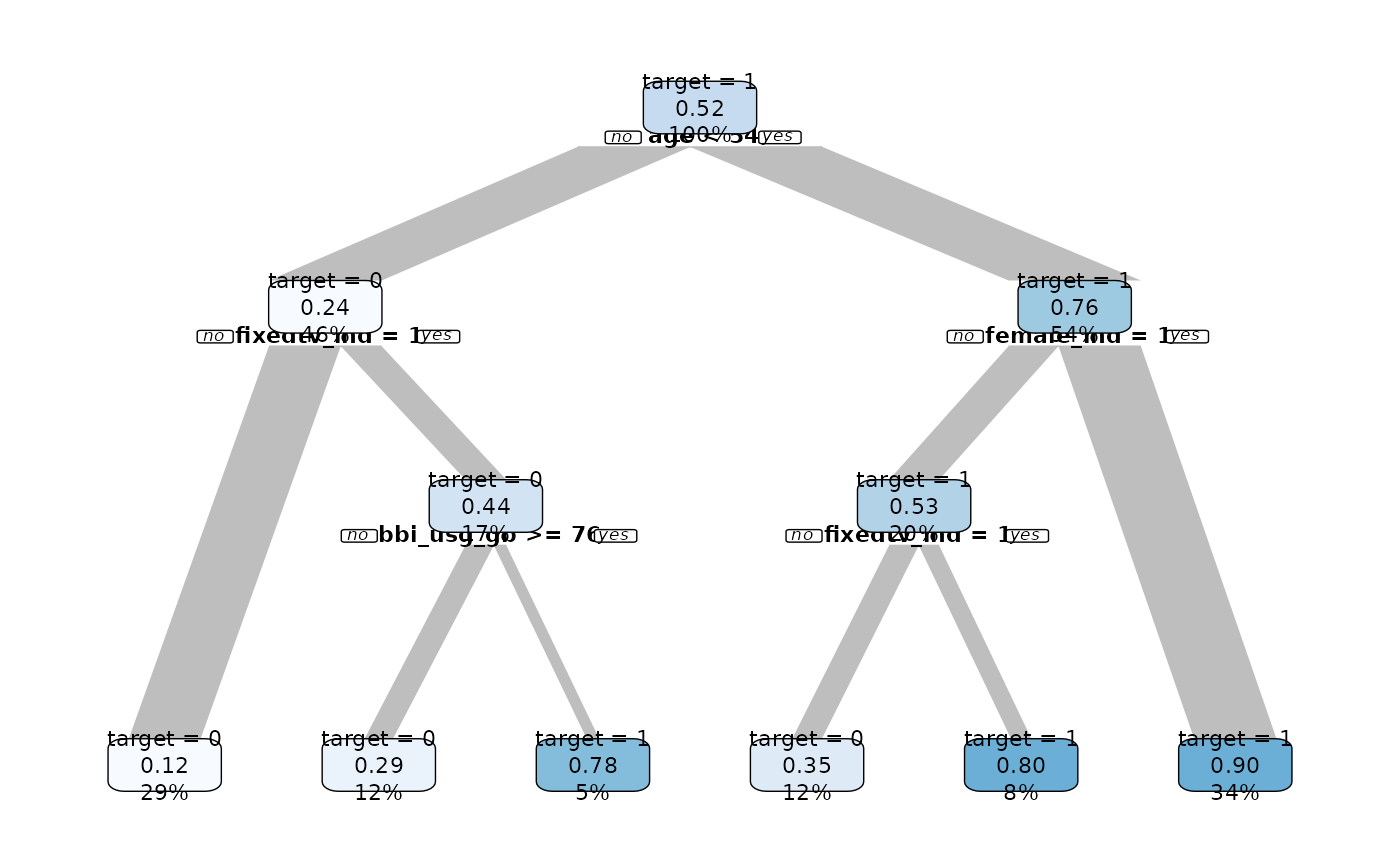 target = 1
0.52
100%
no age < 54 yes
target = 0
0.24
46%
no fixedtv_ind = 1 yes
target = 1
0.76
54%
no female_ind = 1 yes
target = 0
0.44
17%
no bbi_usg_gb >= 76 yes
target = 1
0.53
20%
no fixedtv_ind = 1 yes
target = 0
0.12
29%
target = 0
0.29
12%
target = 1
0.78
5%
target = 0
0.35
12%
target = 1
0.80
8%
target = 1
0.90
34%